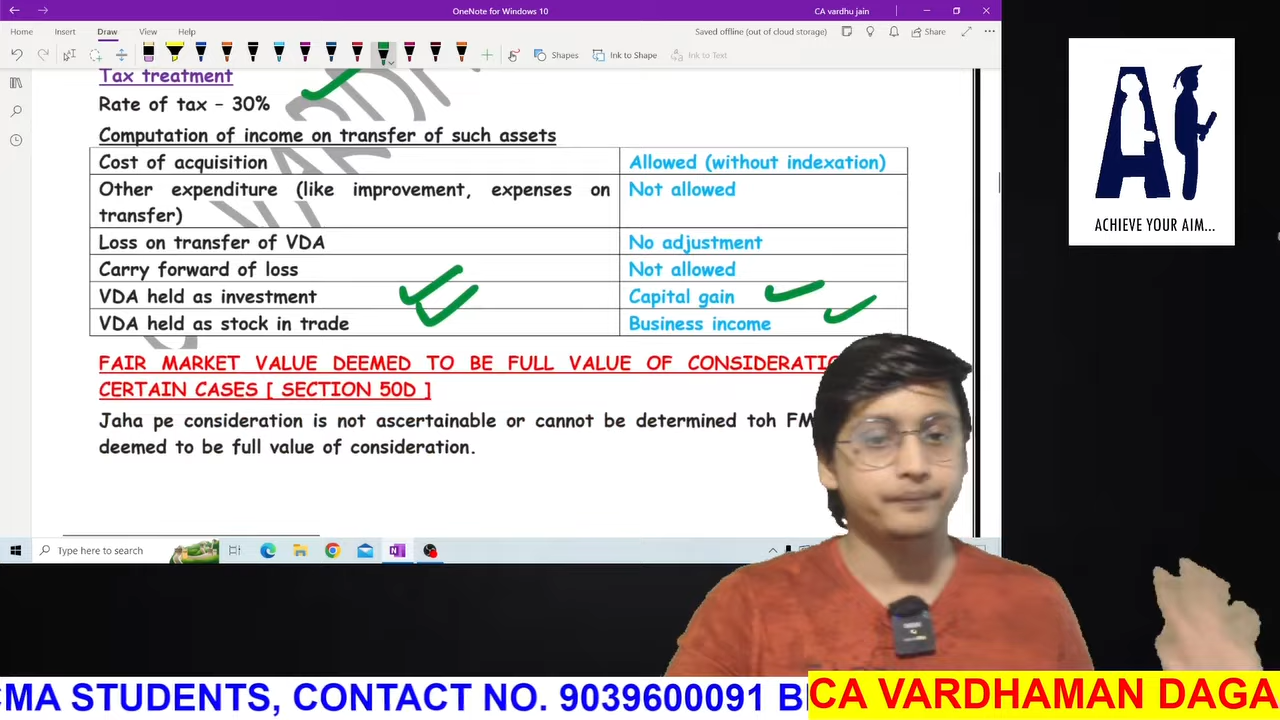 OneNote for Windows 10
CA vardhu jain
Home Insert Draw View Help
Saved offline (out of cloud storage)
Share
Shapes
Ink to Shape
Ink to Text
Tax treatment
Rate of tax – 30%
Computation of income on transfer of such assets
Cost of acquisition
Allowed (without indexation)
Other expenditure (like improvement, expenses on
transfer)
Not allowed
Loss on transfer of VDA
No adjustment
Carry forward of loss
Not allowed
VDA held as investment
Capital gain
VDA held as stock in trade
Business income
FAIR MARKET VALUE DEEMED TO BE FULL VALUE OF
CERTAIN CASES [ SECTION 50D ]
Jaha pe consideration is not ascertainable or cannot be determined toh
deemed to be full value of consideration.
Type here to search
ACHIEVE YOUR AIM...
CMA STUDENTS, CONTACT NO. 9039600091
CA VARDHAMAN DAGA